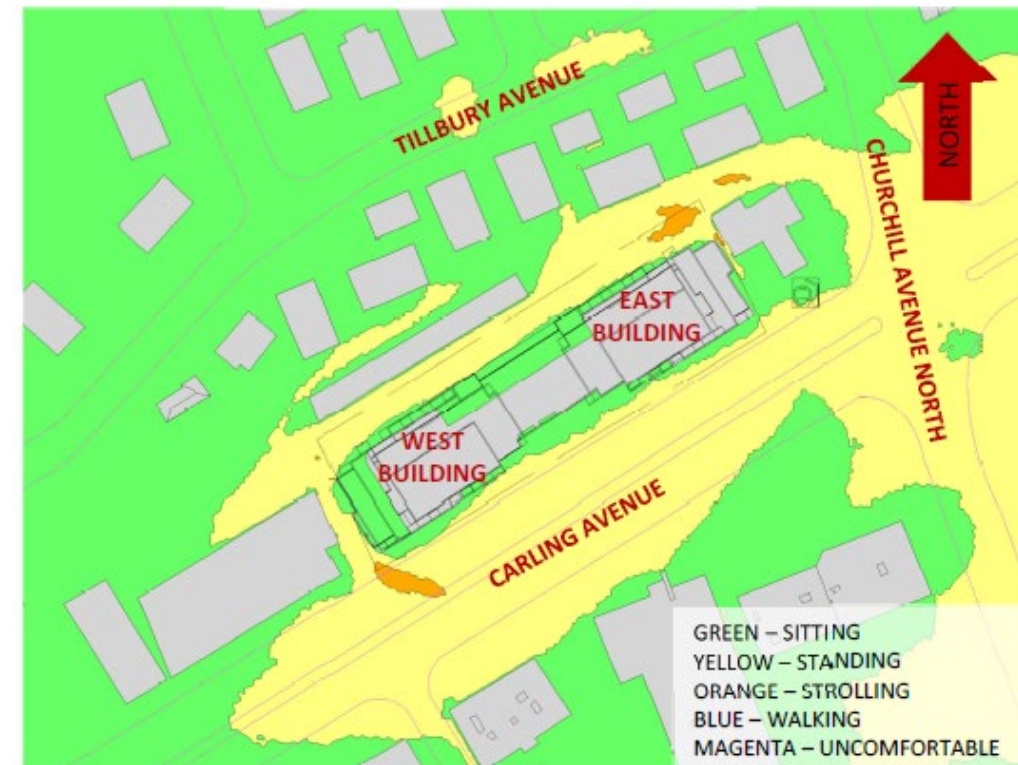 TILLBURY AVENUE
NORTH
CHURCHILL AVENUE NORTH
EAST
BUILDING
WEST
BUILDING
CARLING AVENUE
GREEN – SITTING
YELLOW – STANDING
ORANGE – STROLLING
BLUE – WALKING
MAGENTA – UNCOMFORTABLE